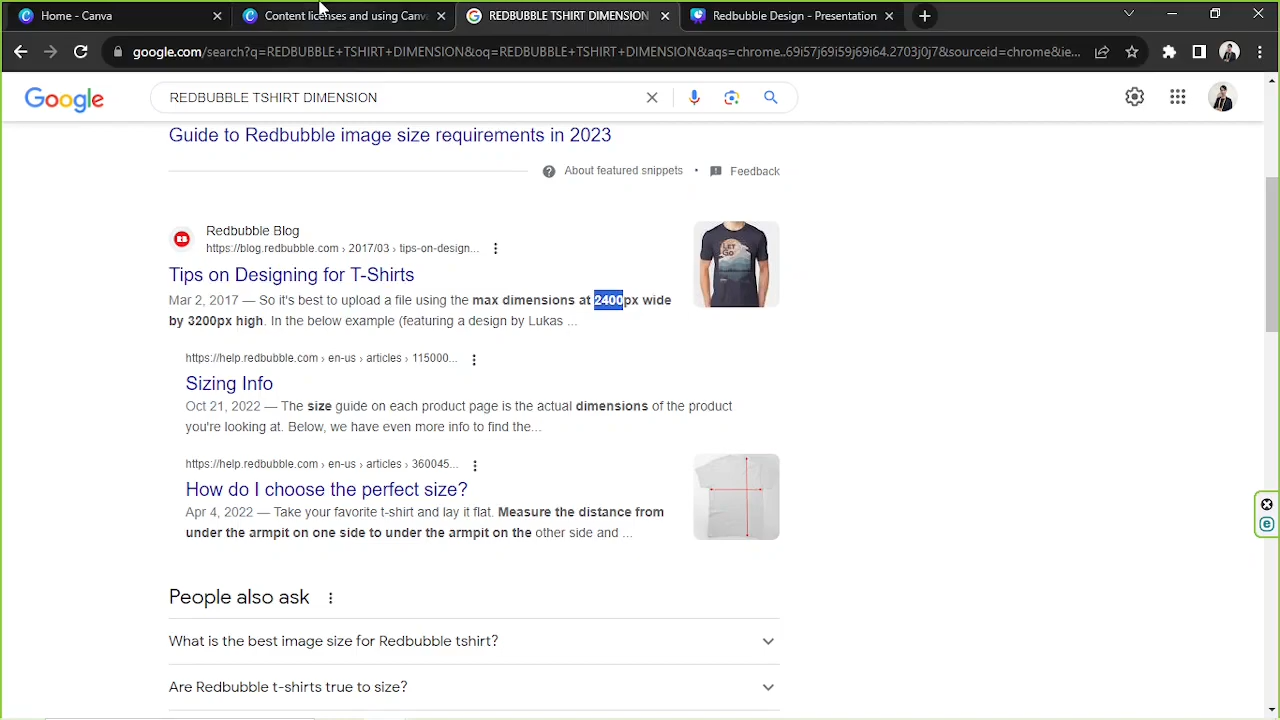 Home - Canva
Content licenses and using Canv
REDBUBBLE TSHIRT DIMENSION
Redbubble Design - Presentation
google.com/search?q=REDBUBBLE+TSHIRT+DIMENSION&oq=REDBUBBLE+TSHIRT+DIMENSION&aqs=chrome..69i57j69i59j69i64.2703j0j7&sourceid=chrome&ie...
Google
REDBUBBLE TSHIRT DIMENSION
Guide to Redbubble image size requirements in 2023
About featured snippets • Feedback
Redbubble Blog
https://blog.redbubble.com › 2017/03 › tips-on-design...
Tips on Designing for T-Shirts
Mar 2, 2017 — So it's best to upload a file using the max dimensions at 2400px wide
by 3200px high. In the below example (featuring a design by Lukas ...
LET
GO
https://help.redbubble.com › en-us › articles › 115000...
Sizing Info
Oct 21, 2022 — The size guide on each product page is the actual dimensions of the product
you're looking at. Below, we have even more info to find the...
https://help.redbubble.com › en-us › articles › 360045...
How do I choose the perfect size?
Apr 4, 2022 — Take your favorite t-shirt and lay it flat. Measure the distance from
under the armpit on one side to under the armpit on the other side and ...
People also ask
What is the best image size for Redbubble tshirt?
Are Redbubble t-shirts true to size?